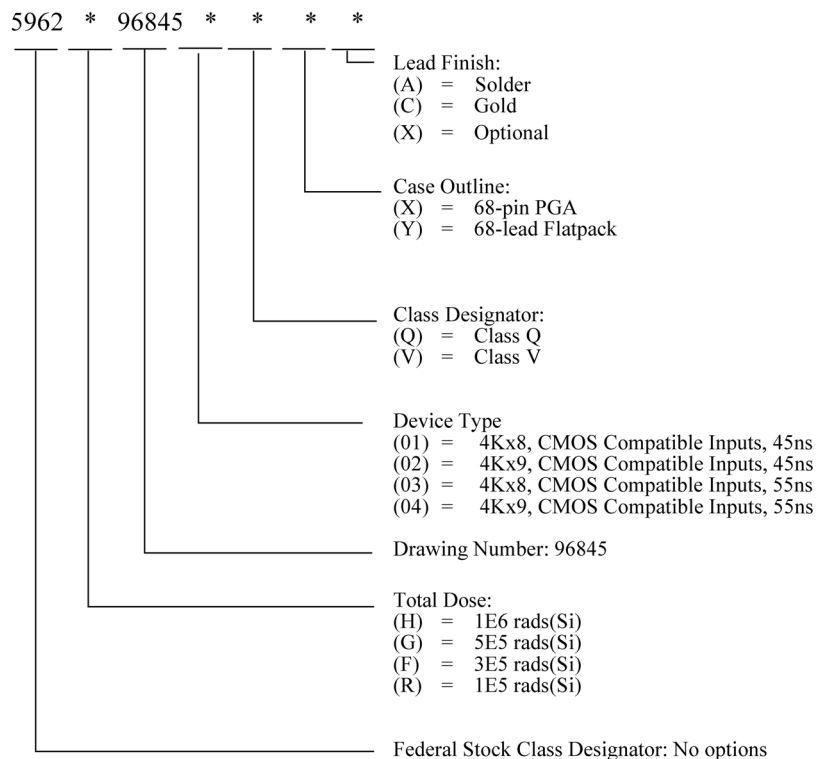 5962 * 96845 * * * *
Lead Finish:
(A) = Solder
(C) = Gold
(X) = Optional
Case Outline:
(X) = 68-pin PGA
(Y) = 68-lead Flatpack
Class Designator:
(Q) = Class Q
(V) = Class V
Device Type
(01) = 4Kx8, CMOS Compatible Inputs, 45ns
(02) = 4Kx9, CMOS Compatible Inputs, 45ns
(03) = 4Kx8, CMOS Compatible Inputs, 55ns
(04) = 4Kx9, CMOS Compatible Inputs, 55ns
Drawing Number: 96845
Total Dose:
(H) = 1E6 rads(Si)
(G) = 5E5 rads(Si)
(F) = 3E5 rads(Si)
(R) = 1E5 rads(Si)
Federal Stock Class Designator: No options